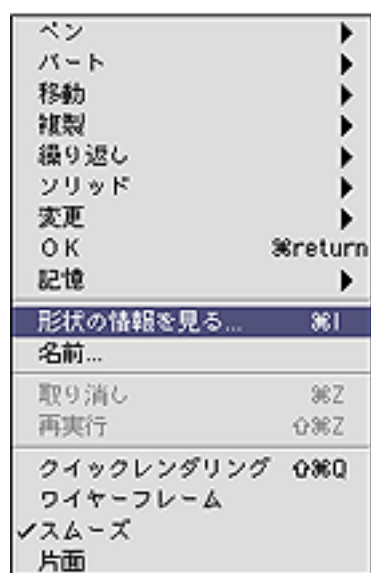 ペン ▶
パート ▶
移動 ▶
複製 ▶
繰り返し ▶
ソリッド ▶
変更 ▶
OK ⌘return
記憶 ▶
形状の情報を見る... ⌘I
名前...
取り消し ⌘Z
再実行 ⇧⌘Z
クイックレンダリング ⇧⌘Q
ワイヤーフレーム
✓スムーズ
片面